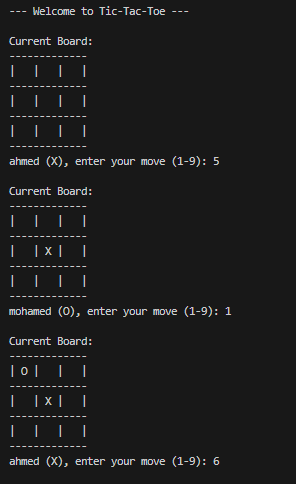 --- Welcome to Tic-Tac-Toe ---
Current Board:
-------------
|   |   |   |
-------------
|   |   |   |
-------------
|   |   |   |
-------------
ahmed (X), enter your move (1-9): 5
Current Board:
-------------
|   |   |   |
-------------
|   | X |   |
-------------
|   |   |   |
-------------
mohamed (O), enter your move (1-9): 1
Current Board:
-------------
| O |   |   |
-------------
|   | X |   |
-------------
|   |   |   |
-------------
ahmed (X), enter your move (1-9): 6